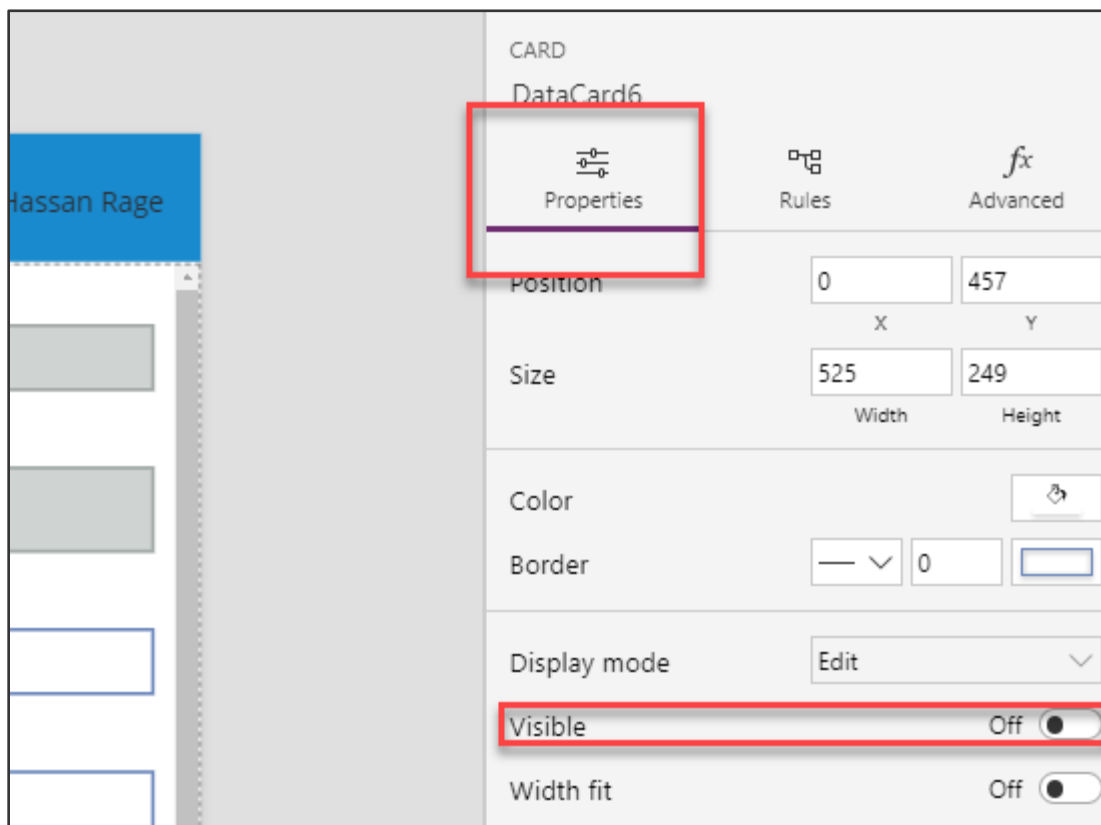 CARD
DataCard6
Properties
Rules
fx
Advanced
Hassan Rage
Position
0
457
X
Y
Size
525
249
Width
Height
Color
Border
0
Display mode
Edit
Visible
Off
Width fit
Off